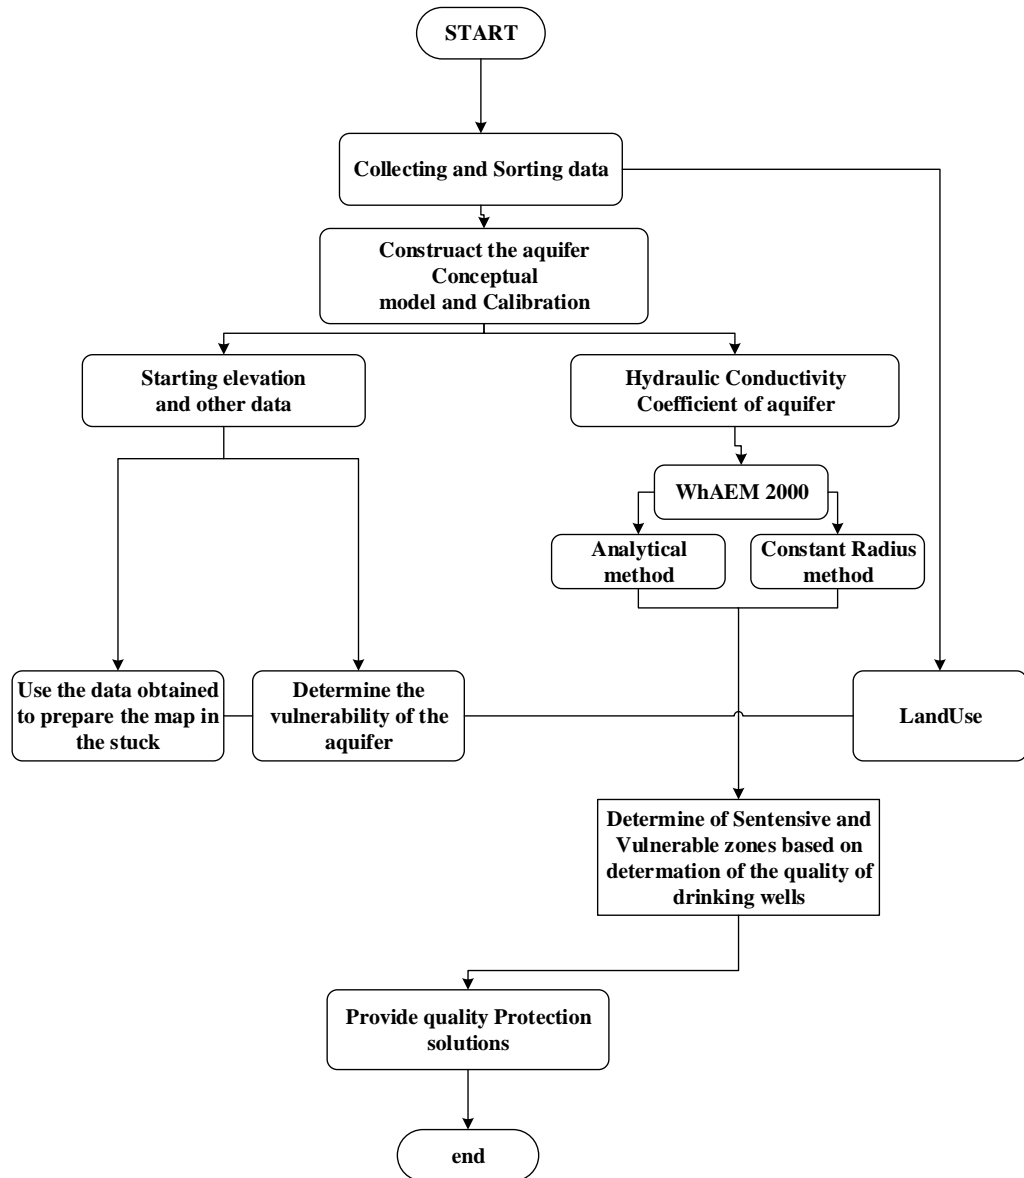 START
Collecting and Sorting data
Construact the aquifer
Conceptual
model and Calibration
Starting elevation
and other data
Hydraulic Conductivity
Coefficient of aquifer
WhAEM 2000
Analytical
method
Constant Radius
method
Use the data obtained
to prepare the map in
the stuck
Determine the
vulnerability of the
aquifer
LandUse
Determine of Sentensive and
Vulnerable zones based on
determation of the quality of
drinking wells
Provide quality Protection
solutions
end